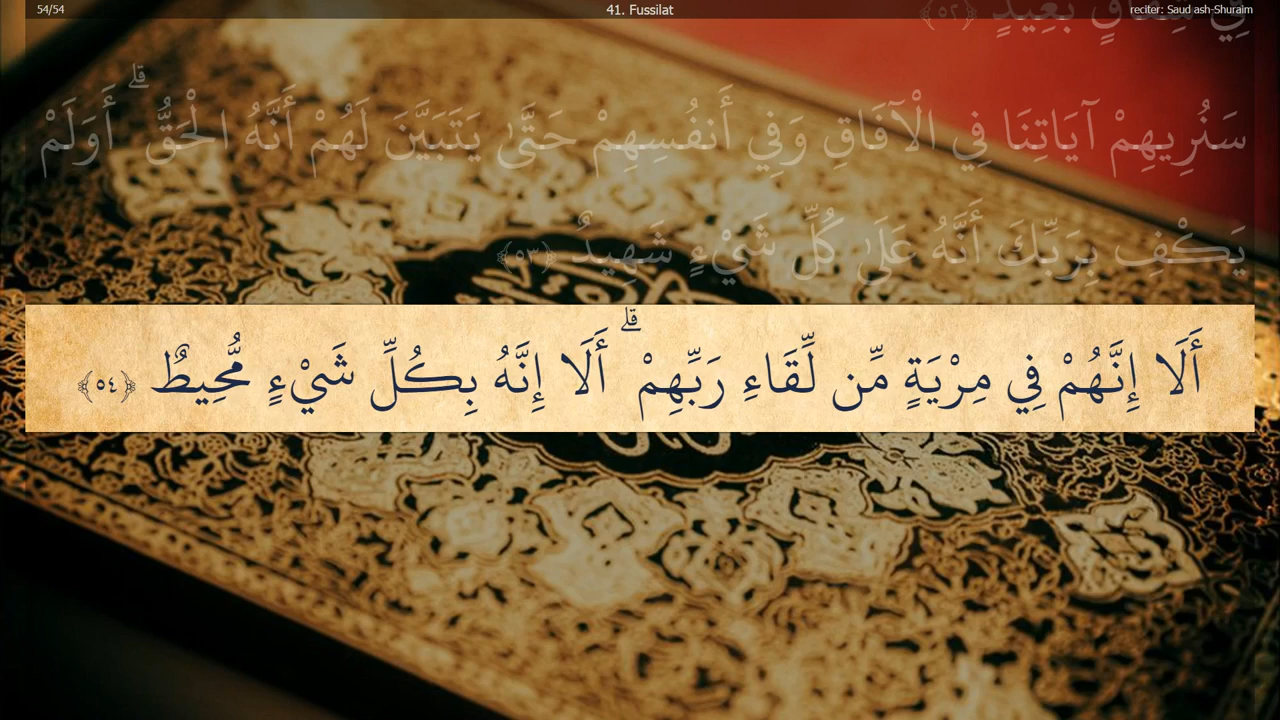 54/54
41. Fussilat
reciter: Saud ash-Shuraim
فِي شِقَاقٍ بَعِيدٍ ﴿٥٢﴾
سَنُرِيهِمْ آيَاتِنَا فِي الْآفَاقِ وَفِي أَنفُسِهِمْ حَتَّىٰ يَتَبَيَّنَ لَهُمْ أَنَّهُ الْحَقُّ ۗ أَوَلَمْ
يَكْفِ بِرَبِّكَ أَنَّهُ عَلَىٰ كُلِّ شَيْءٍ شَهِيدٌ ﴿٥٣﴾
أَلَا إِنَّهُمْ فِي مِرْيَةٍ مِّن لِّقَاءِ رَبِّهِمْ ۗ أَلَا إِنَّهُ بِكُلِّ شَيْءٍ مُّحِيطٌ ﴿٥٤﴾